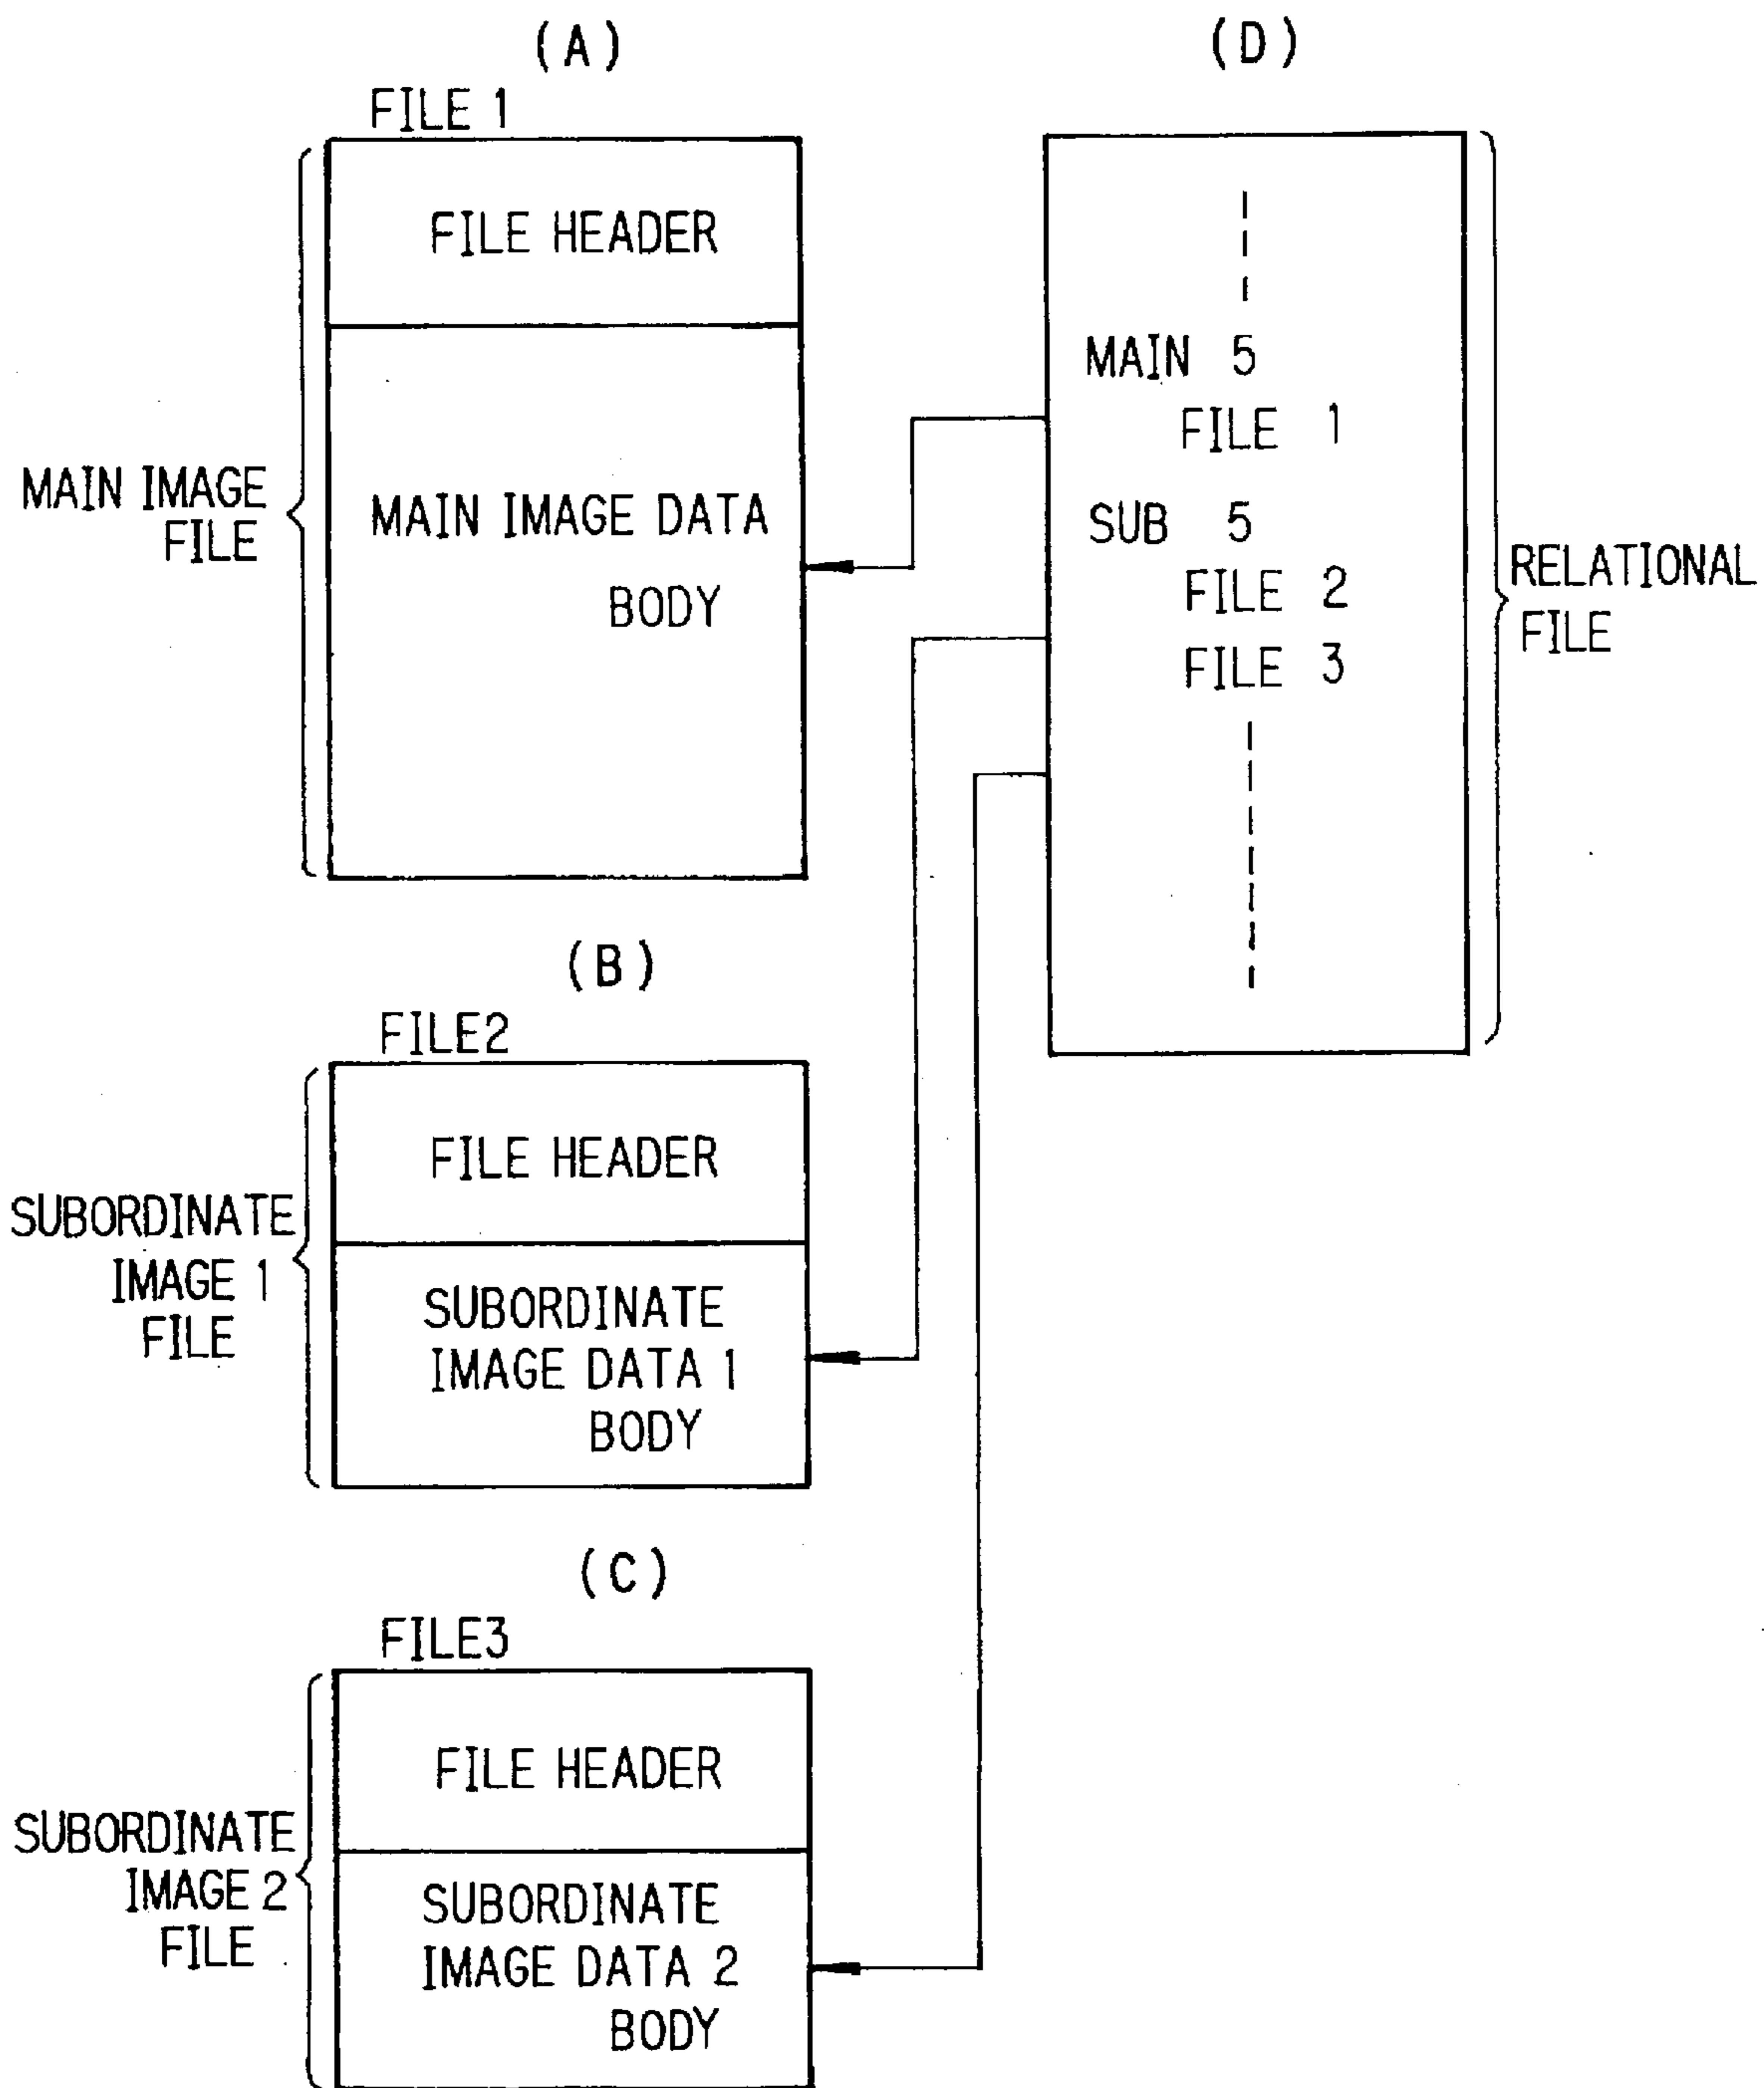 (A)
FILE 1
FILE HEADER
MAIN IMAGE DATA
BODY
MAIN IMAGE
FILE
(D)
MAIN 5
FILE 1
SUB 5
FILE 2
FILE 3
RELATIONAL
FILE
(B)
FILE2
FILE HEADER
SUBORDINATE
IMAGE DATA 1
BODY
SUBORDINATE
IMAGE 1
FILE
(C)
FILE3
FILE HEADER
SUBORDINATE
IMAGE DATA 2
BODY
SUBORDINATE
IMAGE 2
FILE